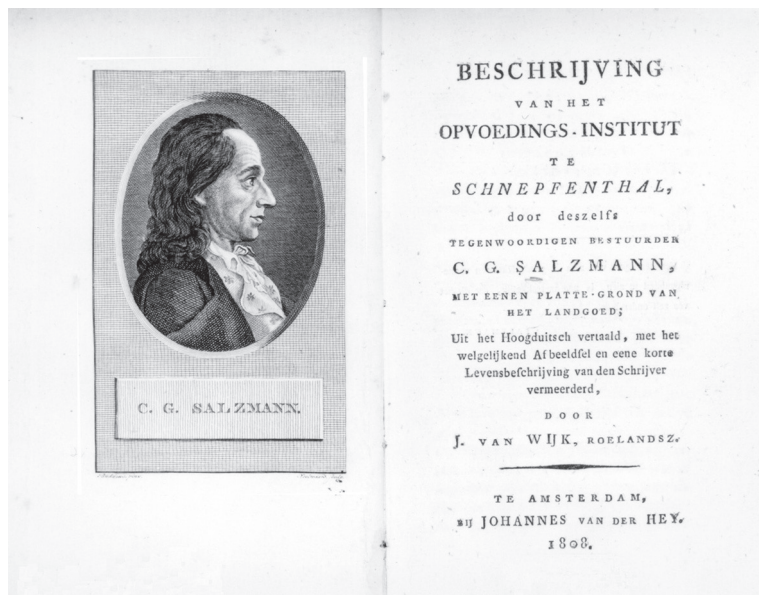 C. G. SALZMANN.
BESCHRIJVING
VAN HET
OPVOEDINGS-INSTITUT
TE
SCHNEPFENTHAL,
door deszelfs
TEGENWOORDIGEN BESTUURDER
C. G. SALZMANN,
MET EENEN PLATTE-GROND VAN
HET LANDGOED;
Uit het Hoogduitsch vertaald, met het
welgelijkend Afbeeldſel en eene korte
Levensbeſchrijving van den Schrijver
vermeerderd,
DOOR
J. VAN WIJK, ROELANDSZ.
TE AMSTERDAM,
BIJ JOHANNES VAN DER HEY.
1808.